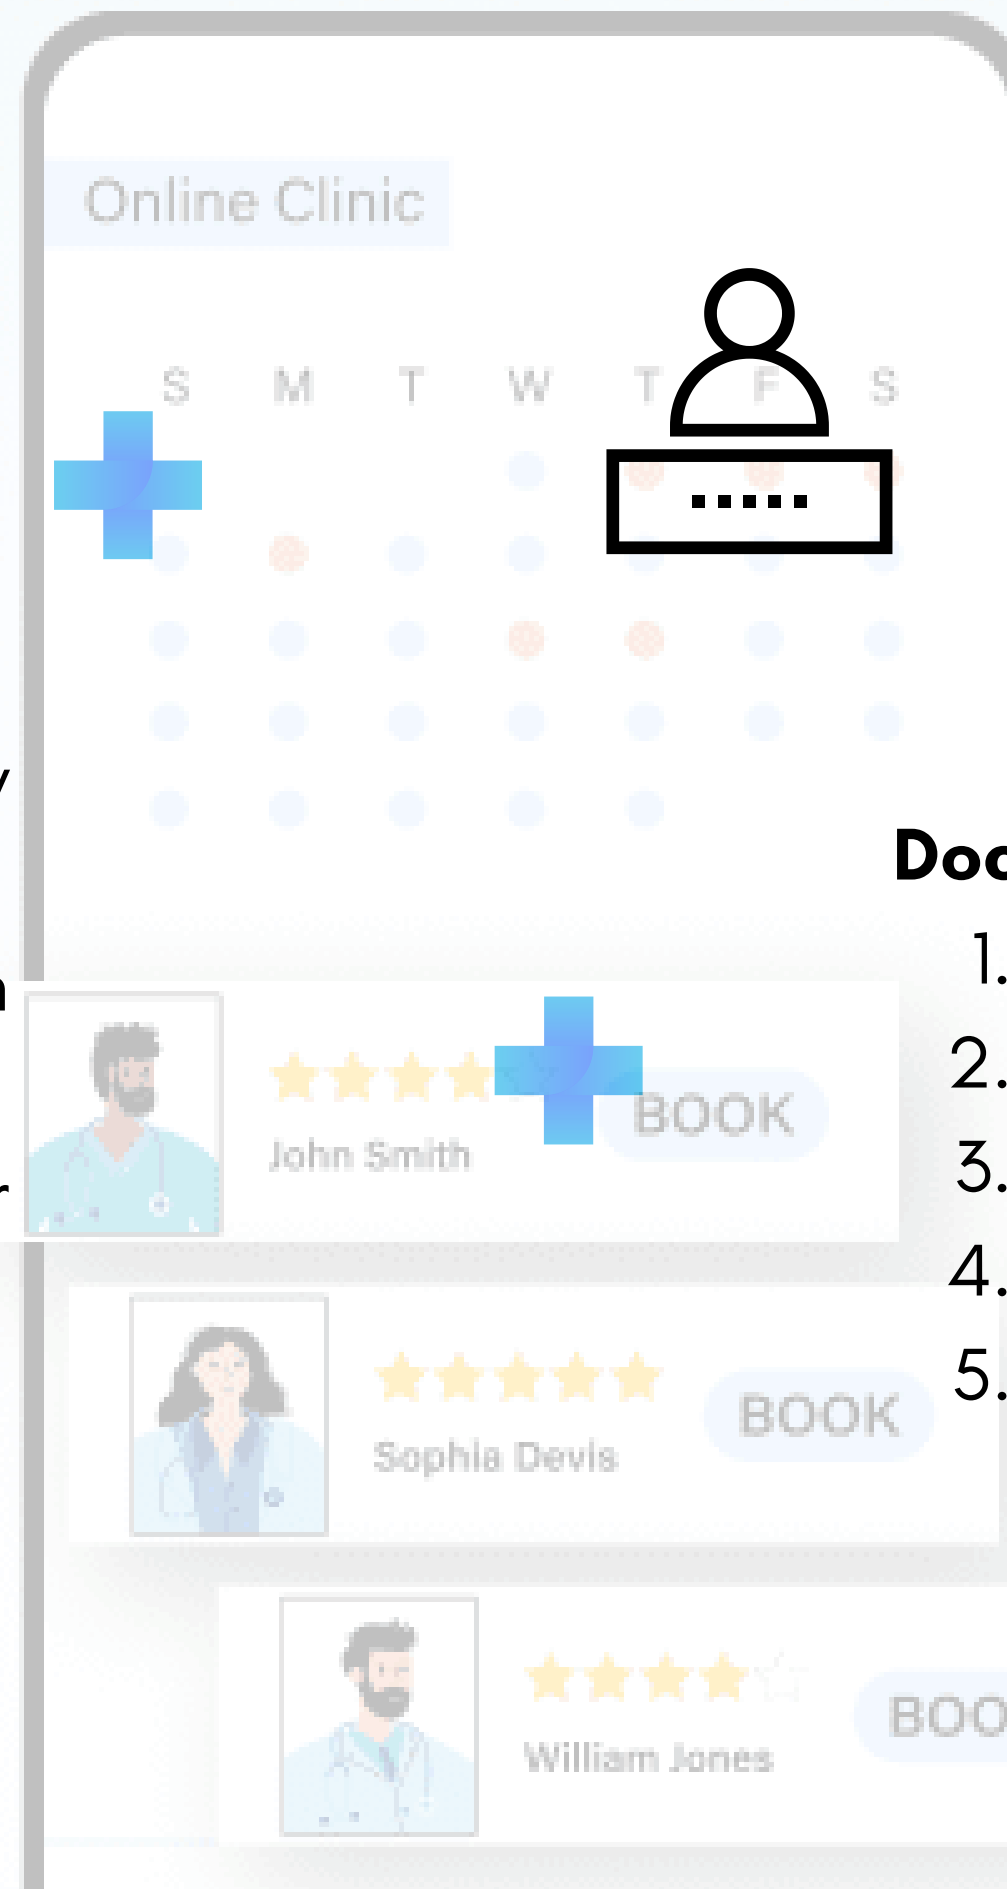 Online Clinic
S M T W T F S
Doc
1.
John Smith
BOOK
2.
3.
4.
5.
Sophia Devis
BOOK
William Jones
BOO